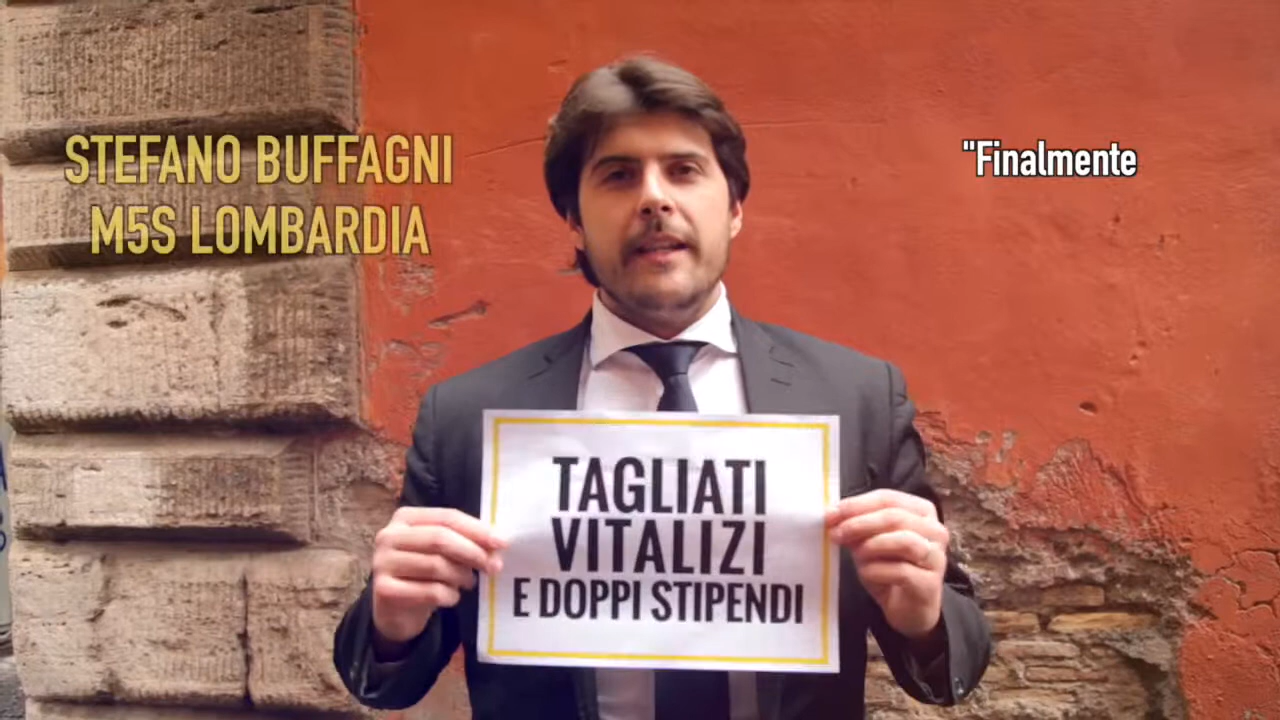 STEFANO BUFFAGNI
M5S LOMBARDIA
"Finalmente
TAGLIATI
VITALIZI
E DOPPI STIPENDI